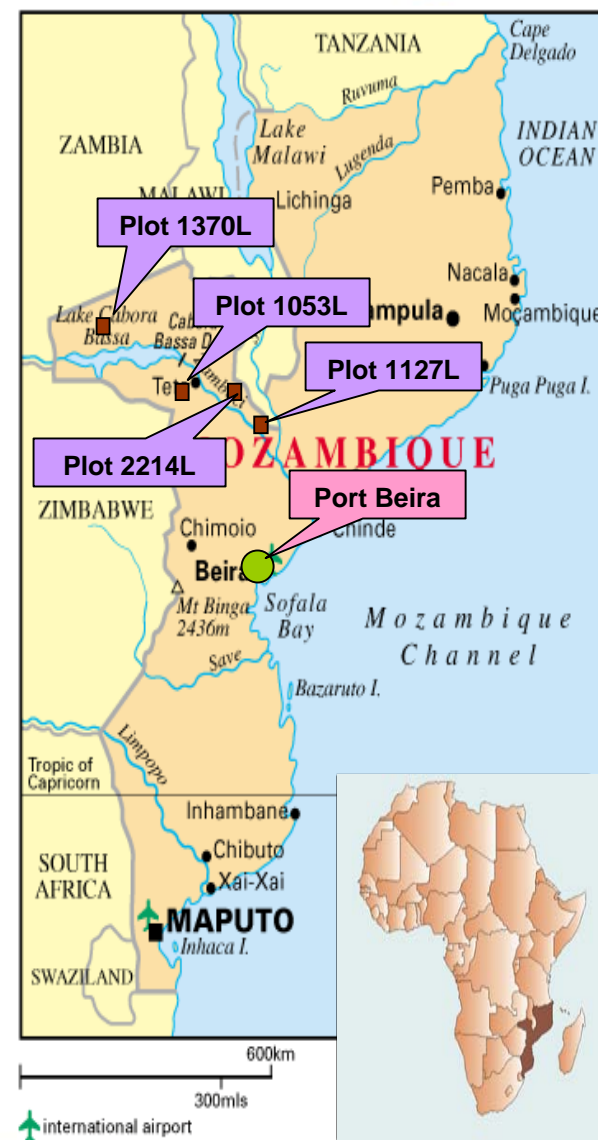 Cape
Delgado
TANZANIA
Ruvuma
ZAMBIA
Lake
Malawi
Lugenda
INDIAN
OCEAN
MALAWI
Lichinga
Pemba
Plot 1370L
Nacala
Lake Cabora
Bassa
Plot 1053L
Bassa D
ampula
Moçambique
Plot 1127L
Puga Puga I.
Plot 2214L
MOZAMBIQUE
ZIMBABWE
Port Beira
Chimoio
Chinde
Beira
Mt Binga
2436m
Sofala
Bay
Mozambique
Channel
Save
Bazaruto I.
Limpopo
Tropic of
Capricorn
Inhambane
SOUTH
AFRICA
Chibuto
Xai-Xai
MAPUTO
Inhaca I.
SWAZILAND
600km
300mls
international airport